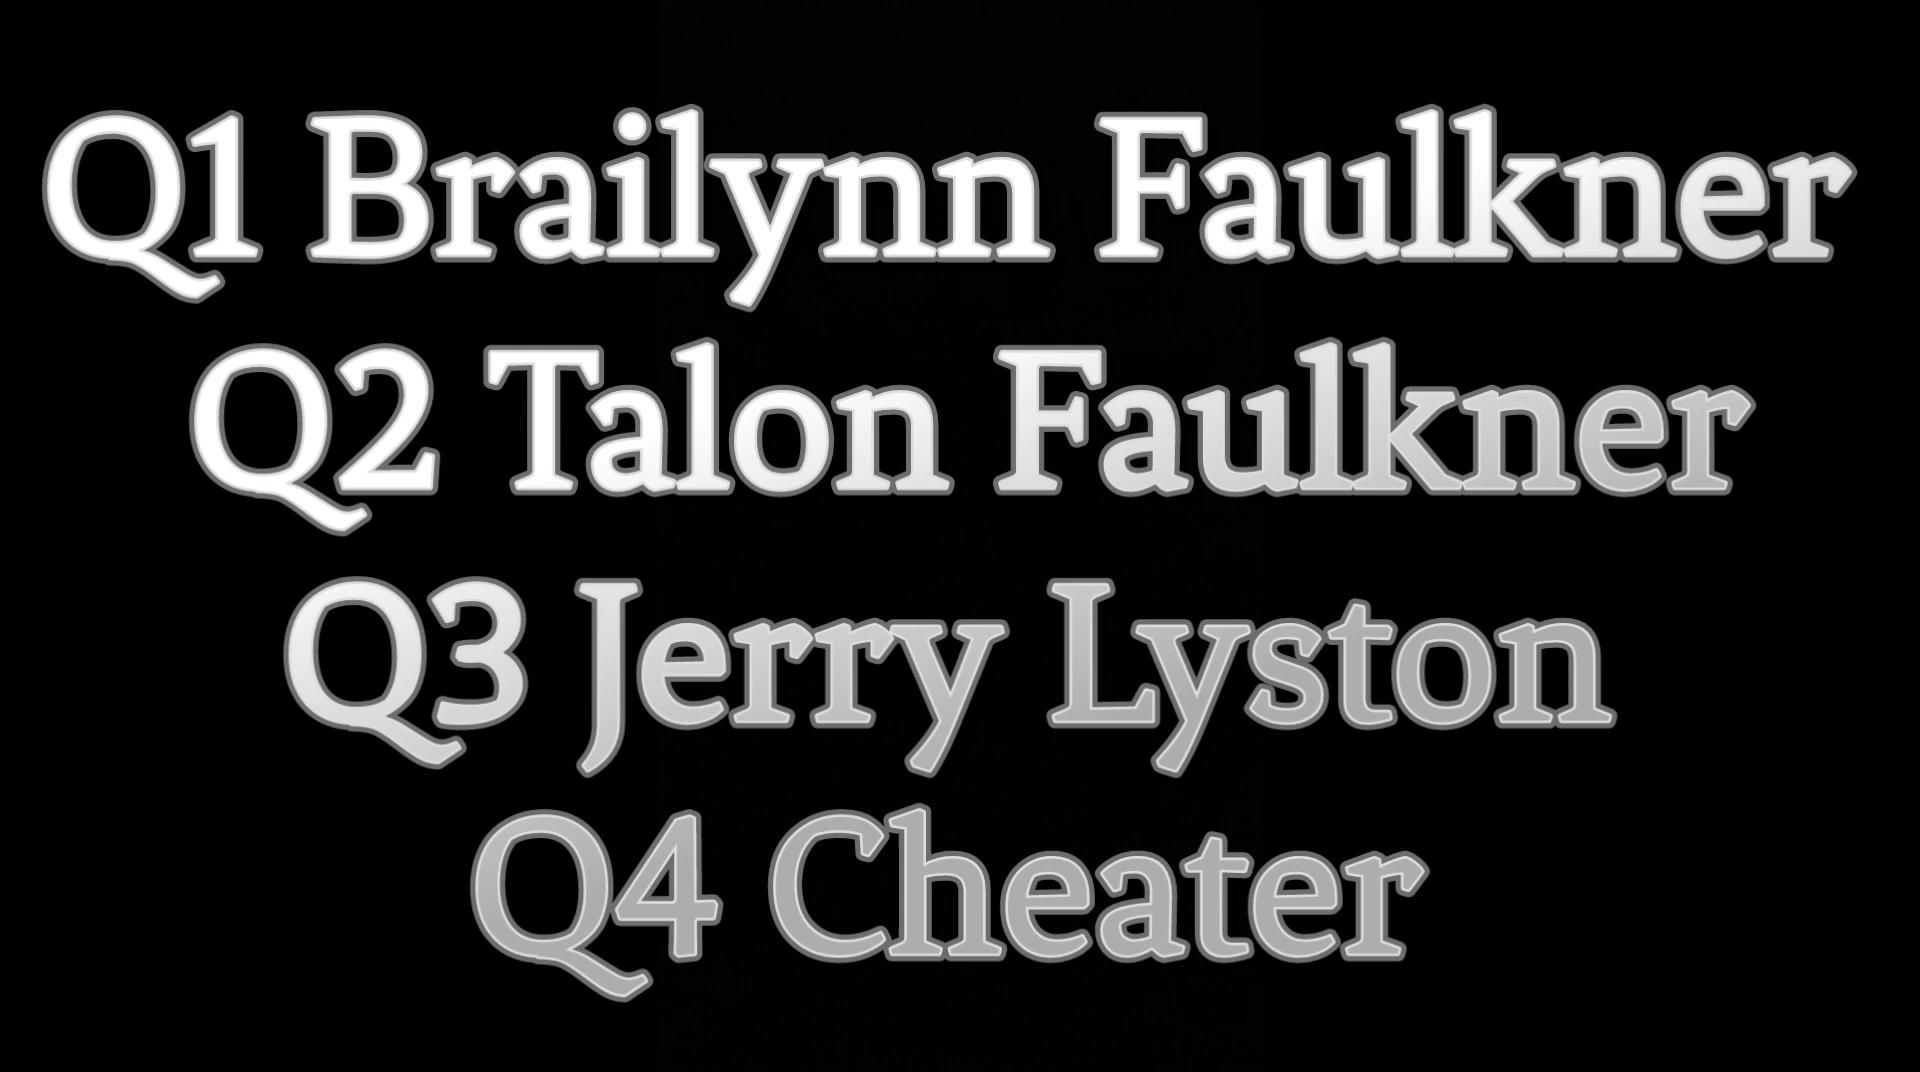 Q1 Brailynn Faulkner
Q2 Talon Faulkner
Q3 Jerry Lyston
Q4 Cheater